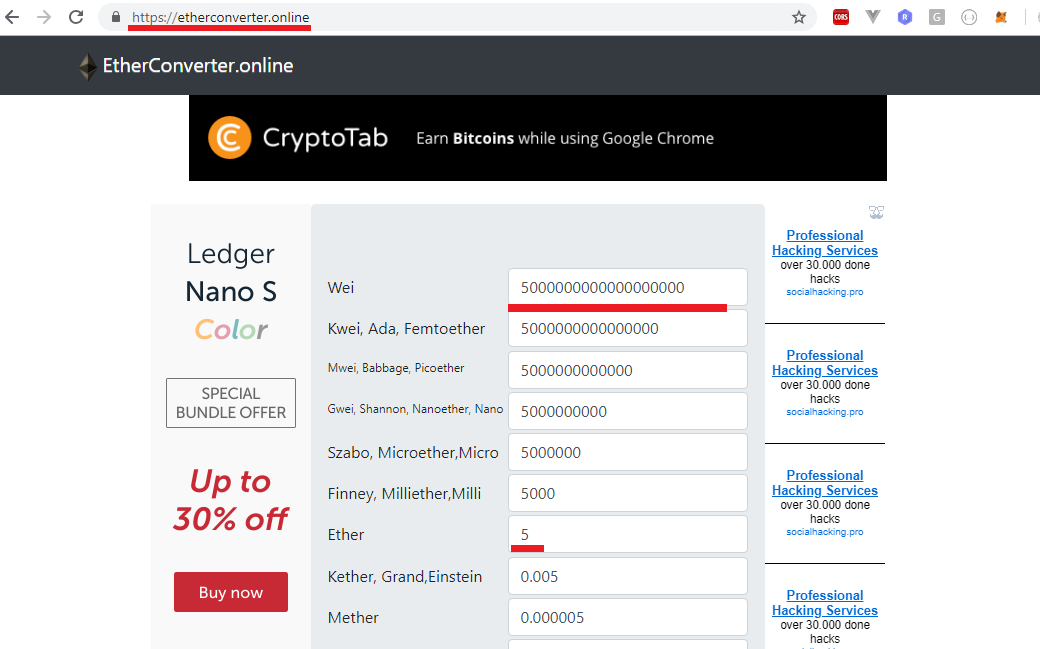 https://etherconverter.online
CORS
R
G
EtherConverter.online
CryptoTab
Earn Bitcoins while using Google Chrome
Ledger
Nano S
Color
SPECIAL
BUNDLE OFFER
Up to
30% off
Buy now
Wei 5000000000000000000
Kwei, Ada, Femtoether 5000000000000000
Mwei, Babbage, Picoether 5000000000000
Gwei, Shannon, Nanoether, Nano 5000000000
Szabo, Microether,Micro 5000000
Finney, Milliether,Milli 5000
Ether 5
Kether, Grand,Einstein 0.005
Mether 0.000005
Professional
Hacking Services
over 30.000 done
hacks
socialhacking.pro
Professional
Hacking Services
over 30.000 done
hacks
socialhacking.pro
Professional
Hacking Services
over 30.000 done
hacks
socialhacking.pro
Professional
Hacking Services
over 30.000 done
hacks